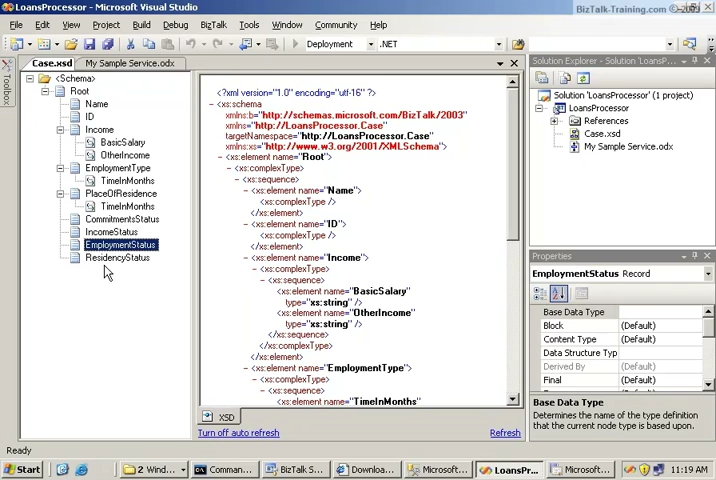 LoansProcessor - Microsoft Visual Studio
BizTalk-Training.com
File Edit View Project Build Debug BizTalk Tools Window Community Help
Deployment .NET
Case.xsd My Sample Service.odx
Toolbox
<Schema>
Root
Name
ID
Income
BasicSalary
OtherIncome
EmploymentType
TimeInMonths
PlaceOfResidence
TimeInMonths
CommitmentsStatus
IncomeStatus
EmploymentStatus
ResidencyStatus
<?xml version="1.0" encoding="utf-16" ?>
- <xs:schema
xmlns:b="http://schemas.microsoft.com/BizTalk/2003"
xmlns="http://LoansProcessor.Case"
targetNamespace="http://LoansProcessor.Case"
xmlns:xs="http://www.w3.org/2001/XMLSchema">
- <xs:element name="Root">
- <xs:complexType>
- <xs:sequence>
- <xs:element name="Name">
<xs:complexType />
</xs:element>
- <xs:element name="ID">
<xs:complexType />
</xs:element>
- <xs:element name="Income">
- <xs:complexType>
- <xs:sequence>
<xs:element name="BasicSalary"
type="xs:string" />
<xs:element name="OtherIncome"
type="xs:string" />
</xs:sequence>
</xs:complexType>
</xs:element>
- <xs:element name="EmploymentType">
- <xs:complexType>
- <xs:sequence>
<xs:element name="TimeInMonths"
XSD
Turn off auto refresh Refresh
Solution Explorer - LoansProcessor
Solution 'LoansProcessor' (1 project)
LoansProcessor
References
Case.xsd
My Sample Service.odx
Properties
EmploymentStatus Record
Base Data Type
Block (Default)
Content Type (Default)
Data Structure Typ
Derived By (Default)
Final (Default)
Base Data Type
Determines the name of the type definition
that the current node type is based upon.
Ready
Start 2 Wind... Comman... BizTalk S... Downloa... Microsoft... LoansPr... Microsoft... 11:19 AM